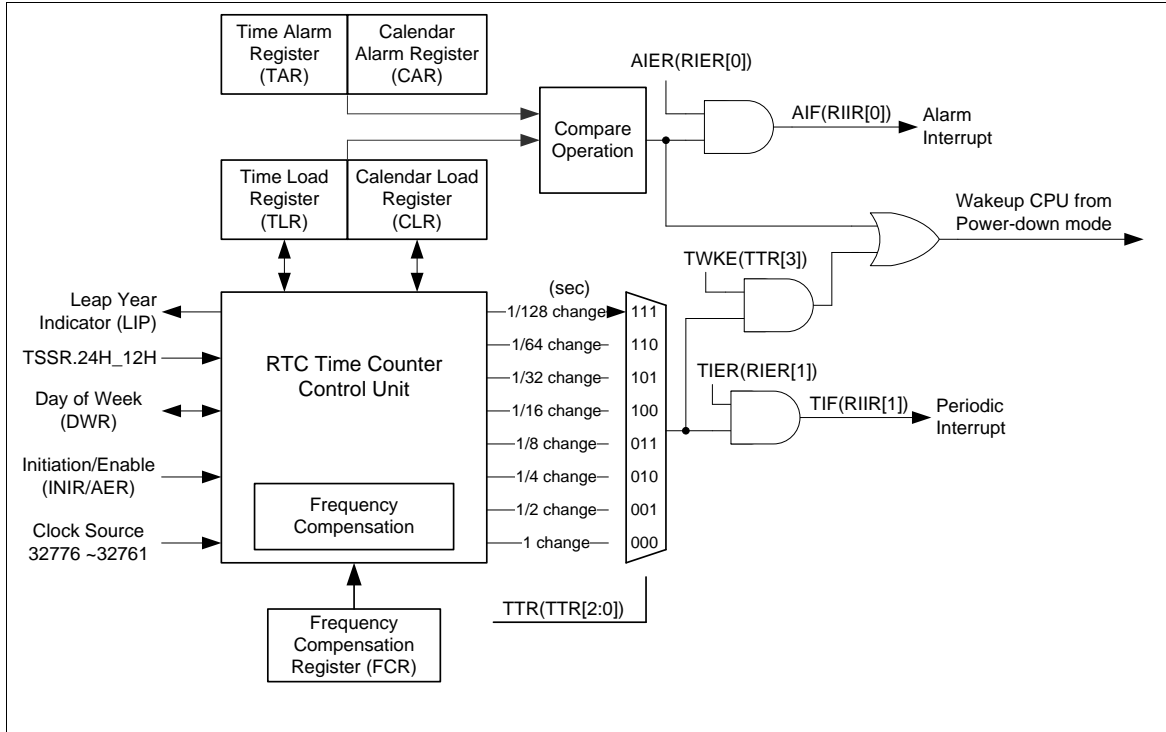 Time Alarm
Register
(TAR)
Calendar
Alarm Register
(CAR)
AIER(RIER[0])
Compare
Operation
AIF(RIIR[0])
Alarm
Interrupt
Time Load
Register
(TLR)
Calendar Load
Register
(CLR)
Wakeup CPU from
Power-down mode
TWKE(TTR[3])
Leap Year
Indicator (LIP)
TSSR.24H_12H
Day of Week
(DWR)
Initiation/Enable
(INIR/AER)
Clock Source
32776 ~32761
RTC Time Counter
Control Unit
Frequency
Compensation
(sec)
1/128 change
111
1/64 change
110
1/32 change
101
1/16 change
100
1/8 change
011
1/4 change
010
1/2 change
001
1 change
000
TIER(RIER[1])
TIF(RIIR[1])
Periodic
Interrupt
TTR(TTR[2:0])
Frequency
Compensation
Register (FCR)